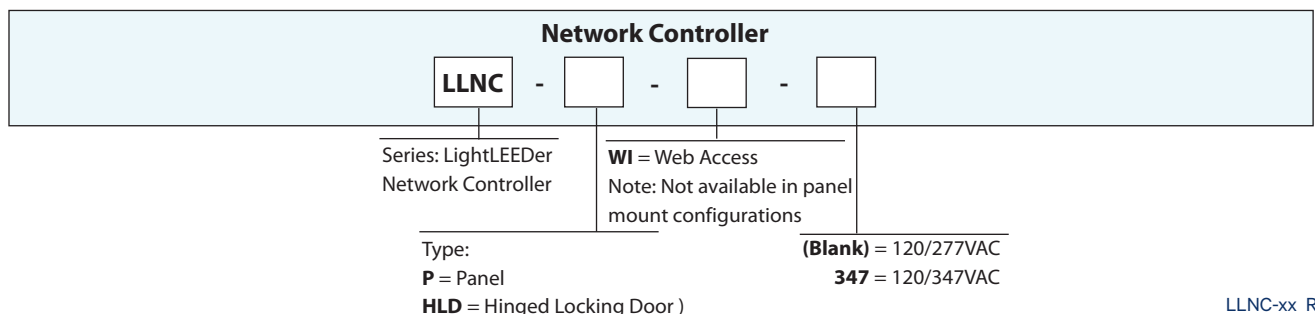 Network Controller
LLNC - - -
Series: LightLEEDer
Network Controller
WI = Web Access
Note: Not available in panel
mount configurations
Type:
P = Panel
HLD = Hinged Locking Door )
(Blank) = 120/277VAC
347 = 120/347VAC
LLNC-xx R